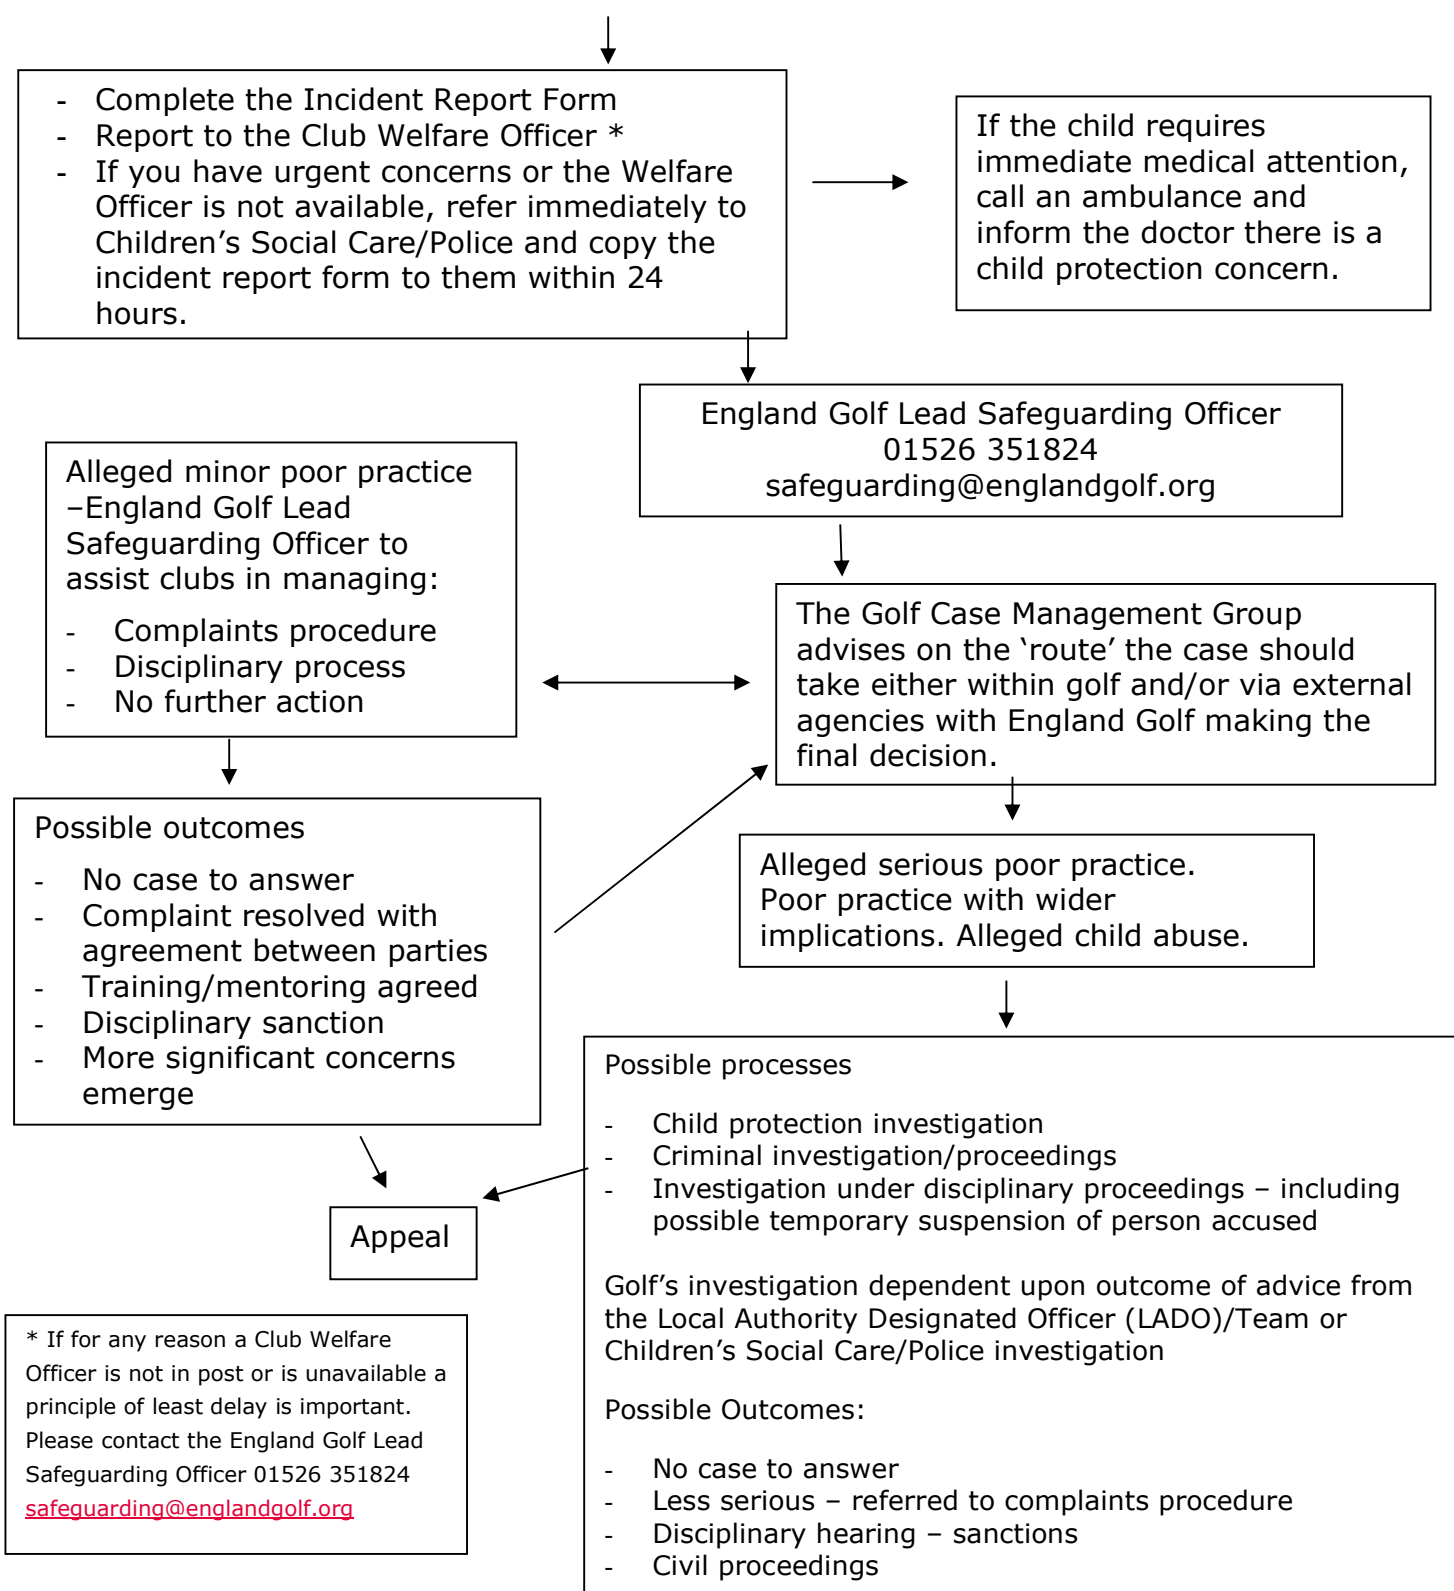 - Complete the Incident Report Form
- Report to the Club Welfare Officer *
- If you have urgent concerns or the Welfare
Officer is not available, refer immediately to
Children’s Social Care/Police and copy the
incident report form to them within 24
hours.
If the child requires
immediate medical attention,
call an ambulance and
inform the doctor there is a
child protection concern.
England Golf Lead Safeguarding Officer
01526 351824
safeguarding@englandgolf.org
Alleged minor poor practice
–England Golf Lead
Safeguarding Officer to
assist clubs in managing:
- Complaints procedure
- Disciplinary process
- No further action
The Golf Case Management Group
advises on the ‘route’ the case should
take either within golf and/or via external
agencies with England Golf making the
final decision.
Possible outcomes
- No case to answer
- Complaint resolved with
agreement between parties
- Training/mentoring agreed
- Disciplinary sanction
- More significant concerns
emerge
Alleged serious poor practice.
Poor practice with wider
implications. Alleged child abuse.
Possible processes
- Child protection investigation
- Criminal investigation/proceedings
- Investigation under disciplinary proceedings – including
possible temporary suspension of person accused
Golf’s investigation dependent upon outcome of advice from
the Local Authority Designated Officer (LADO)/Team or
Children’s Social Care/Police investigation
Possible Outcomes:
- No case to answer
- Less serious – referred to complaints procedure
- Disciplinary hearing – sanctions
- Civil proceedings
Appeal
* If for any reason a Club Welfare
Officer is not in post or is unavailable a
principle of least delay is important.
Please contact the England Golf Lead
Safeguarding Officer 01526 351824
safeguarding@englandgolf.org